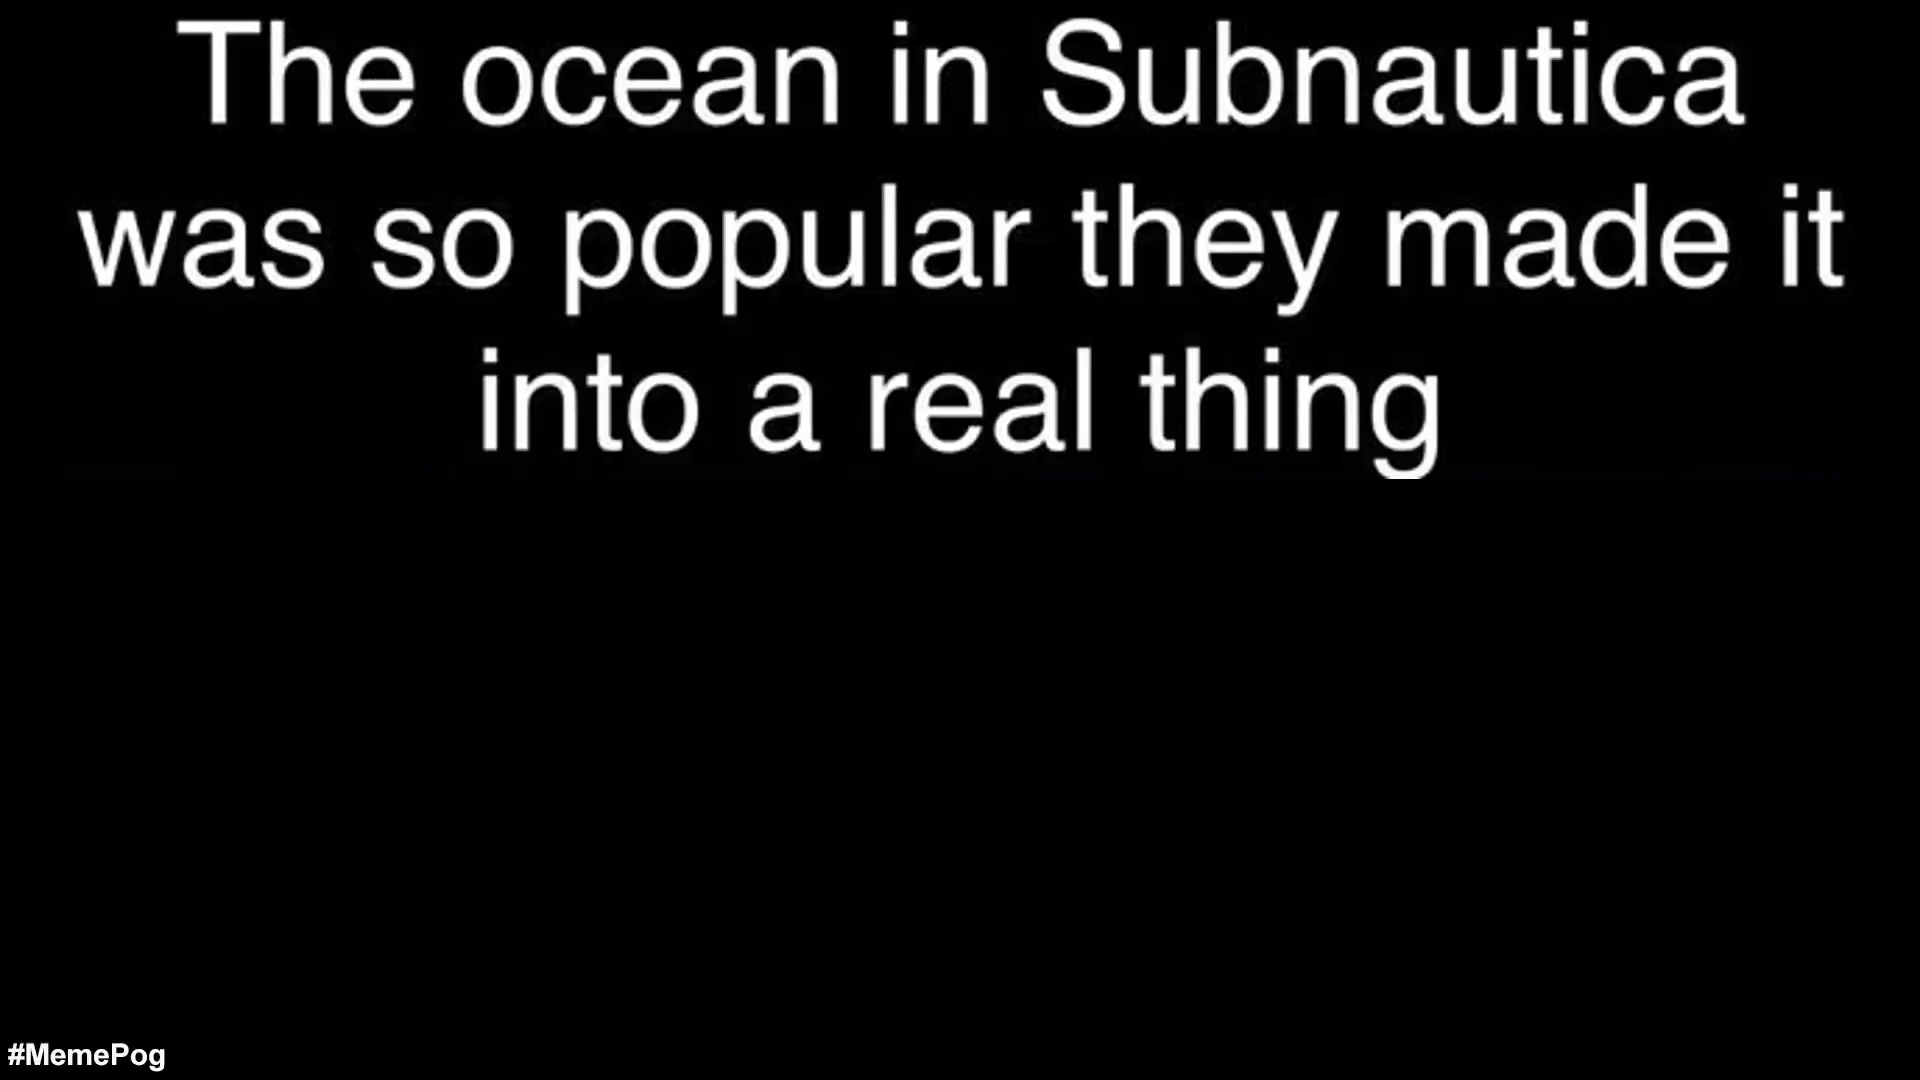 The ocean in Subnautica
was so popular they made it
into a real thing
#MemePog